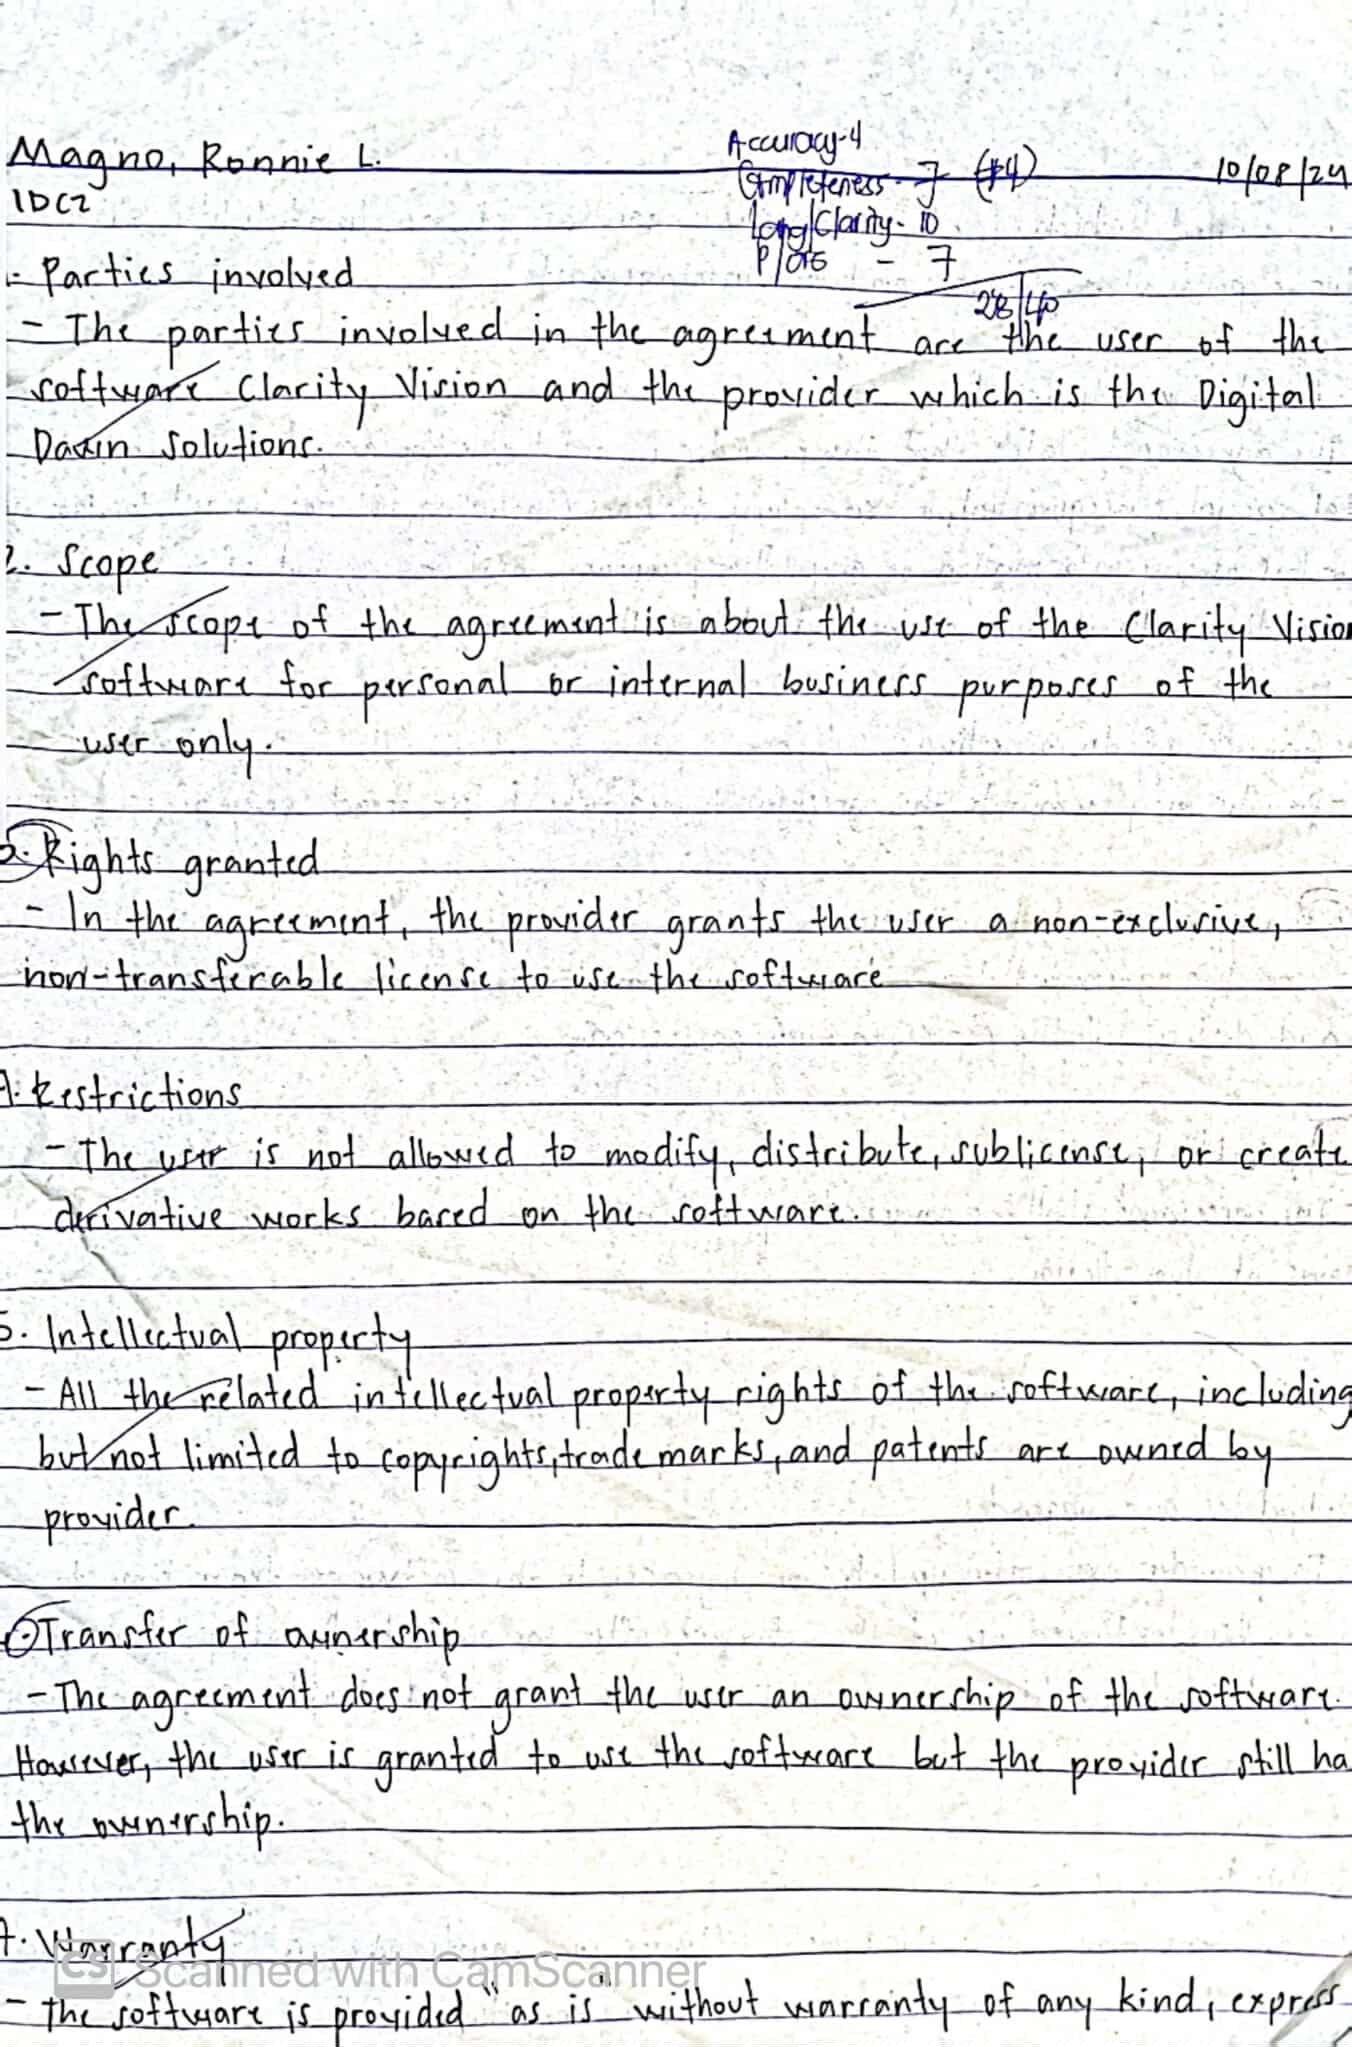 Magno, Ronnie L.
Accuracy-4
Completeness - 7 (#4)
10/08/24
1DC2
Lang/Clarity - 10
- Parties involved
- 7
28/40
- The parties involved in the agreement are the user of the
software Clarity Vision and the provider which is the Digital
Dawn Solutions.
2. Scope
- The scope of the agreement is about the use of the Clarity Vision
software for personal or internal business purposes of the
user only.
3. Rights granted
- In the agreement, the provider grants the user a non-exclusive,
non-transferable license to use the software
4. Restrictions
- The user is not allowed to modify, distribute, sublicense, or create
derivative works based on the software.
5. Intellectual property
- All the related intellectual property rights of the software, including
but not limited to copyrights, trade marks, and patents are owned by
provider.
Transfer of ownership
- The agreement does not grant the user an ownership of the software.
However, the user is granted to use the software but the provider still ha
the ownership.
7. Warranty
CS Scanned with CamScanner
- The software is provided "as is" without warranty of any kind, express